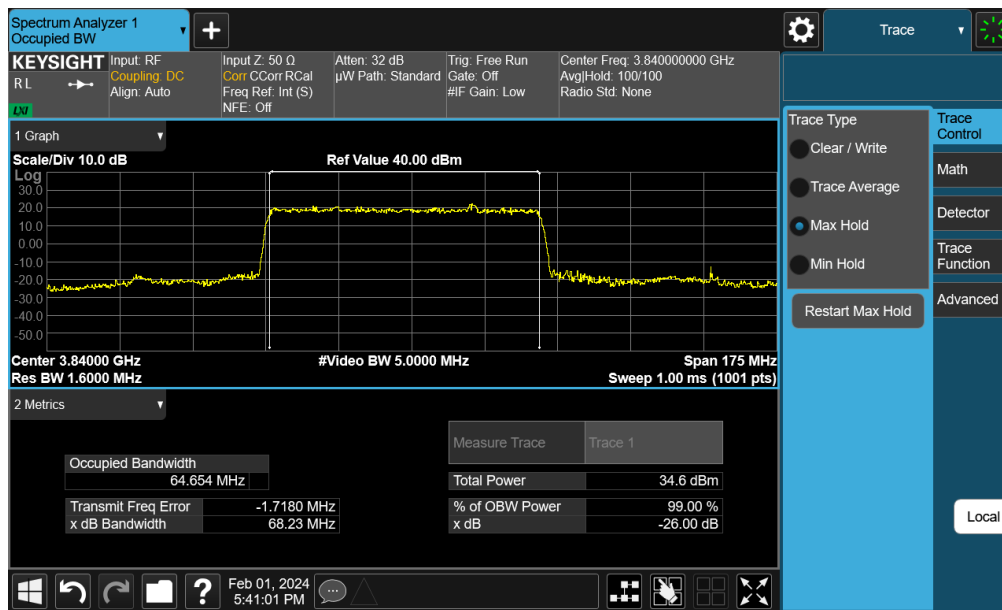 Spectrum Analyzer 1
Occupied BW
Trace
KEYSIGHT
R L
LXI
Input: RF
Coupling: DC
Align: Auto
Input Z: 50 Ω
Corr CCorr RCal
Freq Ref: Int (S)
NFE: Off
Atten: 32 dB
µW Path: Standard
Trig: Free Run
Gate: Off
#IF Gain: Low
Center Freq: 3.840000000 GHz
Avg|Hold: 100/100
Radio Std: None
1 Graph
Scale/Div 10.0 dB
Ref Value 40.00 dBm
Log
30.0
20.0
10.0
0.00
-10.0
-20.0
-30.0
-40.0
-50.0
Center 3.84000 GHz
#Video BW 5.0000 MHz
Span 175 MHz
Res BW 1.6000 MHz
Sweep 1.00 ms (1001 pts)
2 Metrics
Measure Trace
Trace 1
Occupied Bandwidth
64.654 MHz
Total Power
34.6 dBm
Transmit Freq Error
-1.7180 MHz
% of OBW Power
99.00 %
x dB Bandwidth
68.23 MHz
x dB
-26.00 dB
Trace Type
Clear / Write
Trace Average
Max Hold
Min Hold
Restart Max Hold
Trace
Control
Math
Detector
Trace
Function
Advanced
Local
?
Feb 01, 2024
5:41:01 PM